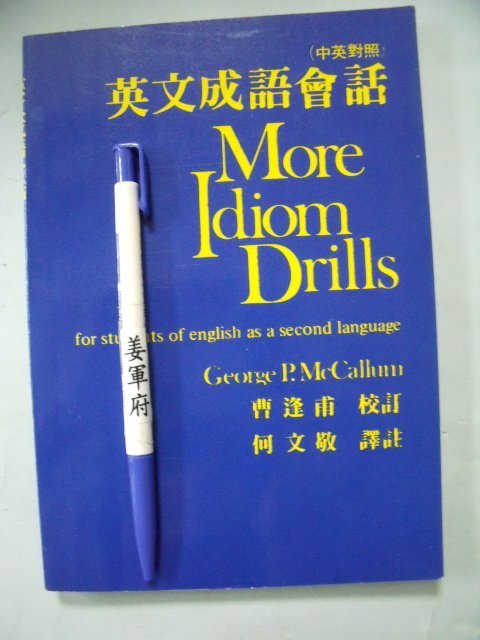 (中英對照)
英文成語會話
More
Idiom
Drills
for of english as a second language
George P. McCallum
曹逢甫 校訂
何文敬 譯註
姜軍府